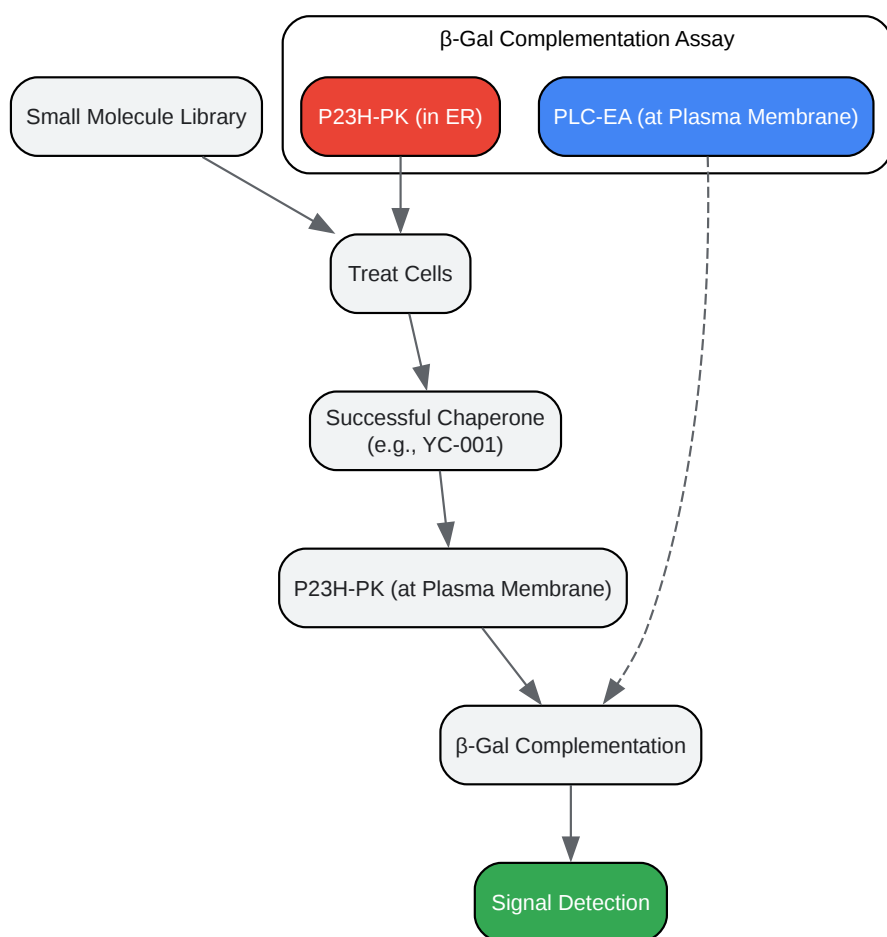 β-Gal Complementation Assay
Small Molecule Library
P23H-PK (in ER)
PLC-EA (at Plasma Membrane)
Treat Cells
Successful Chaperone
(e.g., YC-001)
P23H-PK (at Plasma Membrane)
β-Gal Complementation
Signal Detection